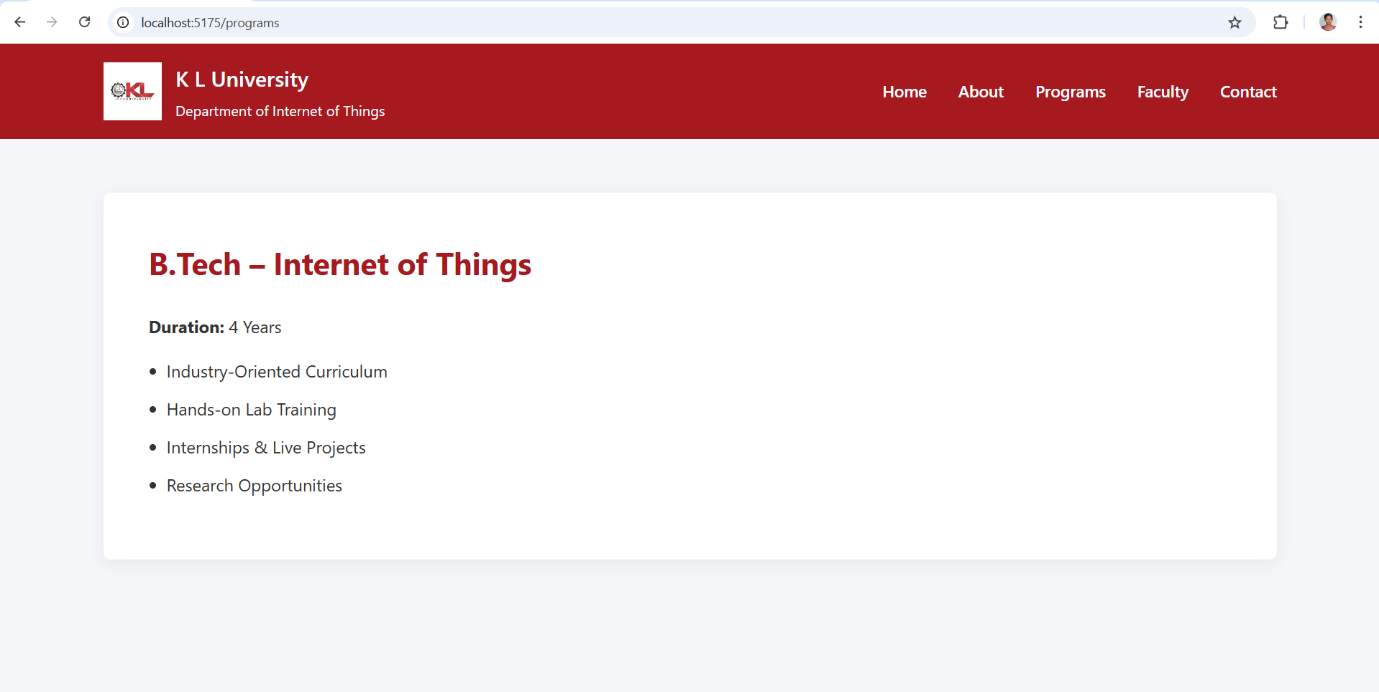 localhost:5175/programs
KL
K L University
Department of Internet of Things
Home About Programs Faculty Contact
B.Tech – Internet of Things
Duration: 4 Years
• Industry-Oriented Curriculum
• Hands-on Lab Training
• Internships & Live Projects
• Research Opportunities